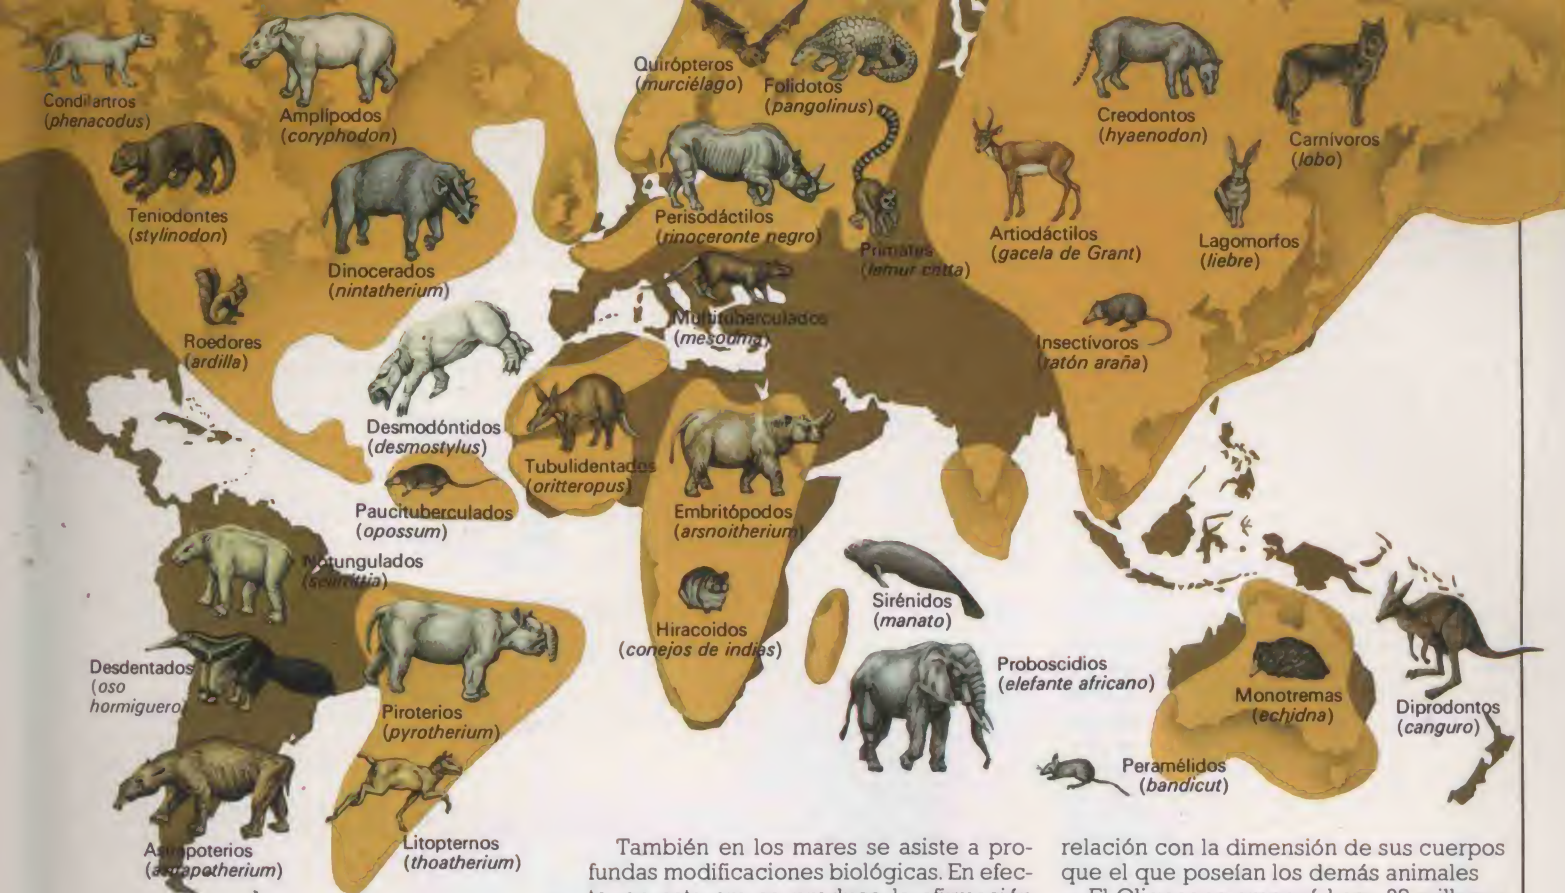 Condilartros
(phenacodus)
Amplípodos
(coryphodon)
Quirópteros
(murciélago)
Folidotos
(pangolinus)
Creodontos
(hyaenodon)
Carnívoros
(lobo)
Teniodontes
(stylinodon)
Dinocerados
(nintatherium)
Perisodáctilos
(rinoceronte negro)
Primates
(lemur catta)
Artiodáctilos
(gacela de Grant)
Lagomorfos
(liebre)
Roedores
(ardilla)
Multituberculados
(mesodma)
Insectívoros
(ratón araña)
Desmodóntidos
(desmostylus)
Tubulidentados
(oritteropus)
Paucituberculados
(opossum)
Embritópodos
(arsnoitherium)
Notungulados
Sirénidos
(manato)
Hiracoidos
(conejos de indias)
Desdentados
(oso
hormiguero)
Piroterios
(pyrotherium)
Proboscidios
(elefante africano)
Monotremas
(echidna)
Diprodontos
(canguro)
Peramélidos
(bandicut)
Astrapoterios
(astrapotherium)
Litopternos
(thoatherium)
También en los mares se asiste a pro-
fundas modificaciones biológicas. En efec-
relación con la dimensión de sus cuerpos
que el que poseían los demás animales